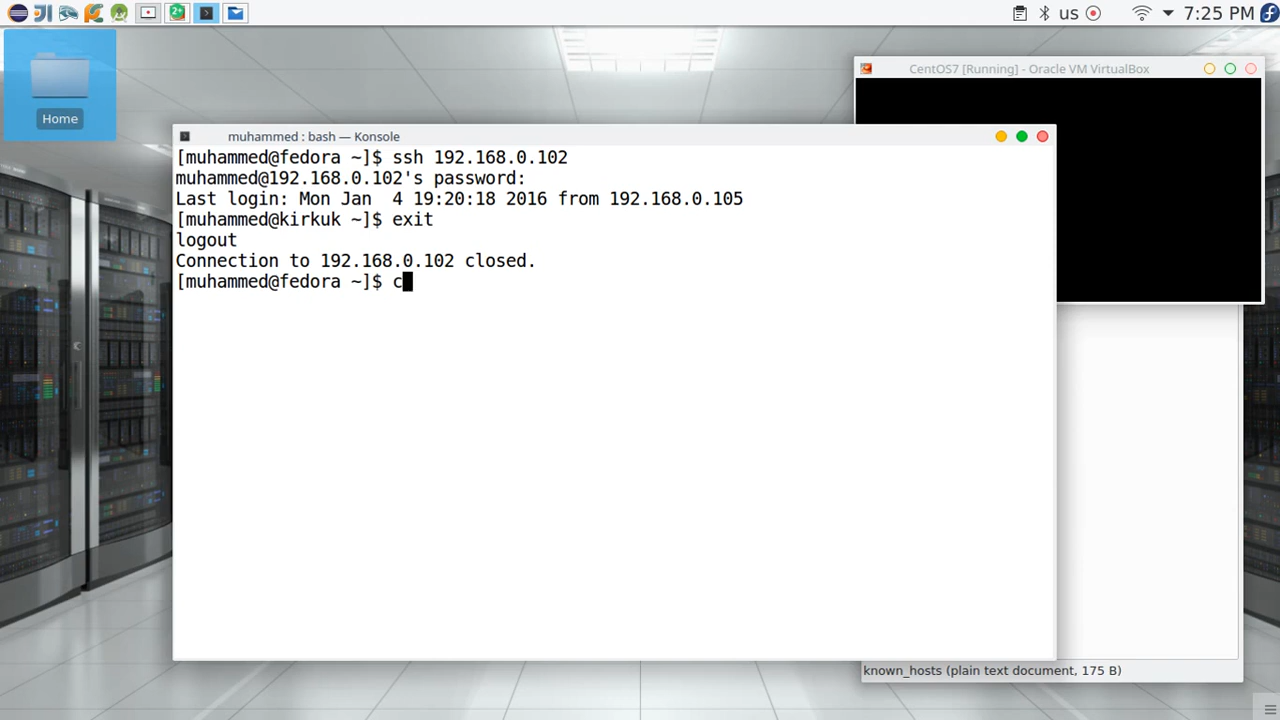 us
7:25 PM
Home
CentOS7 [Running] - Oracle VM VirtualBox
muhammed : bash — Konsole
[muhammed@fedora ~]$ ssh 192.168.0.102
muhammed@192.168.0.102's password:
Last login: Mon Jan  4 19:20:18 2016 from 192.168.0.105
[muhammed@kirkuk ~]$ exit
logout
Connection to 192.168.0.102 closed.
[muhammed@fedora ~]$ c
known_hosts (plain text document, 175 B)